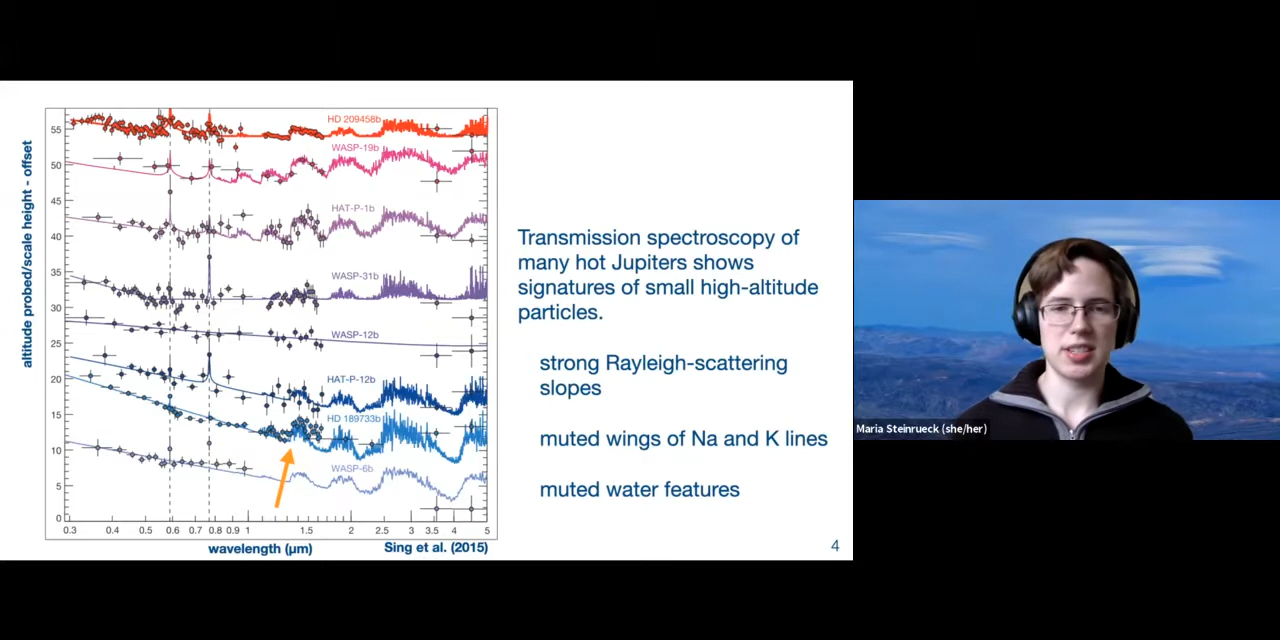 altitude probed/scale height - offset
55
50
45
40
35
30
25
20
15
10
5
0
HD 209458b
WASP-19b
HAT-P-1b
WASP-31b
WASP-12b
HAT-P-12b
HD 189733b
WASP-6b
0.3 0.4 0.5 0.6 0.7 0.8 0.9 1 1.5 2 2.5 3 3.5 4 5
wavelength (µm)
Sing et al. (2015)
Transmission spectroscopy of
many hot Jupiters shows
signatures of small high-altitude
particles.
strong Rayleigh-scattering
slopes
muted wings of Na and K lines
muted water features
4
Maria Steinrueck (she/her)